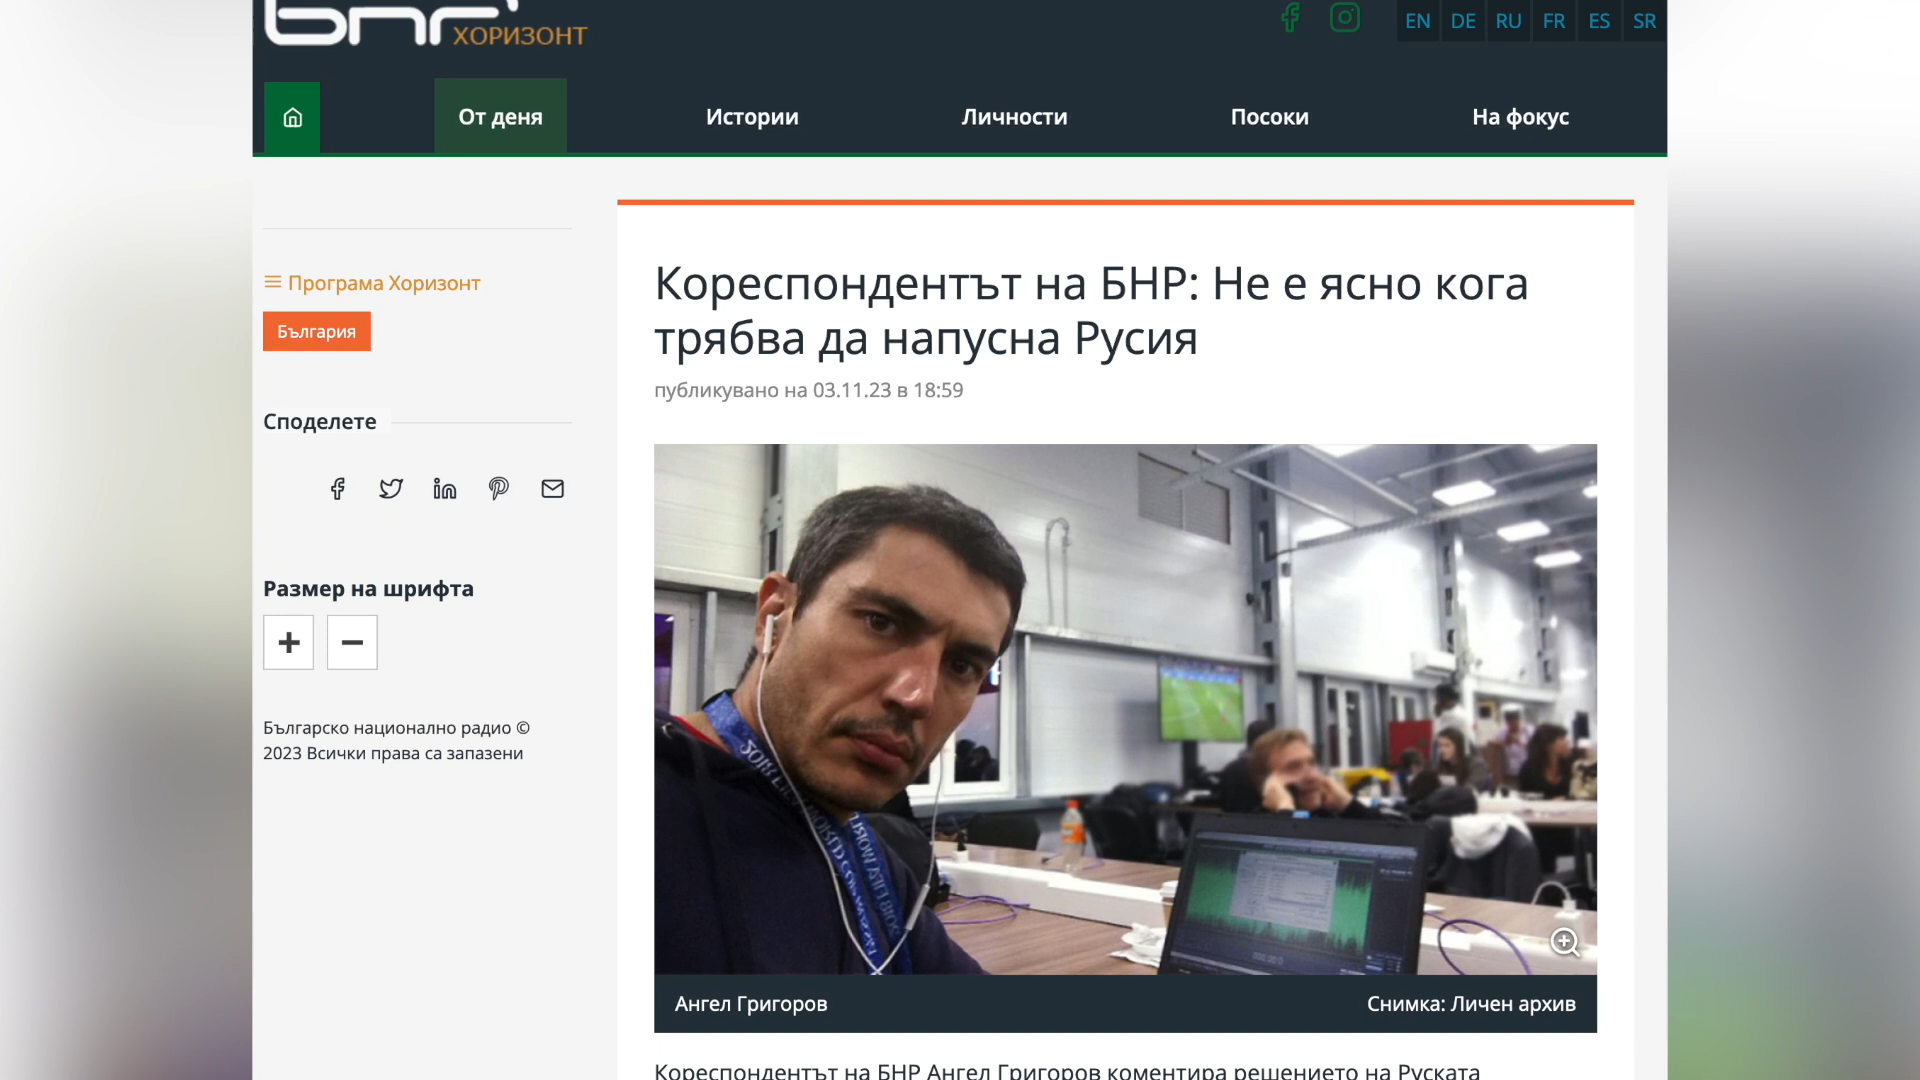 бнр ХОРИЗОНТ
EN DE RU FR ES SR
От деня Истории Личности Посоки На фокус
Програма Хоризонт
България
Споделете
Размер на шрифта
+ −
Българско национално радио ©
2023 Всички права са запазени
Кореспондентът на БНР: Не е ясно кога
трябва да напусна Русия
публикувано на 03.11.23 в 18:59
Ангел Григоров Снимка: Личен архив
Кореспондентът на БНР Ангел Григоров коментира решението на Руската